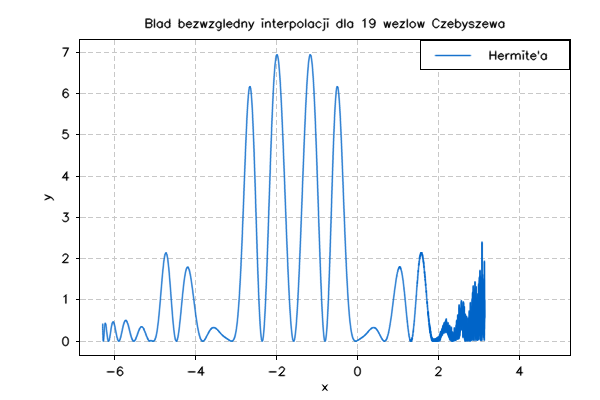 Blad bezwzgledny interpolacji dla 19 wezlow Czebyszewa
Hermite'a
7
6
5
4
3
2
1
0
y
−6 −4 −2 0 2 4
x